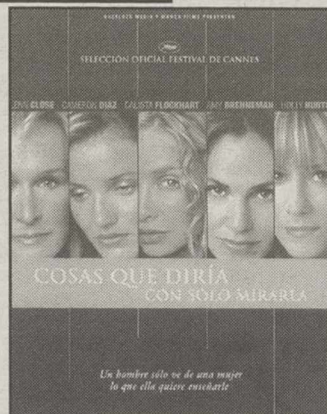 SELECCIÓN OFICIAL FESTIVAL DE CANNES
CLOSE CAMERON DIAZ CALISTA FLOCKHART AMY BRENNEMAN HOLLY HUNT
COSAS QUE DIRÍA
CON SÓLO MIRARLA
Un hombre sólo ve de una mujer
lo que ella quiere enseñarle